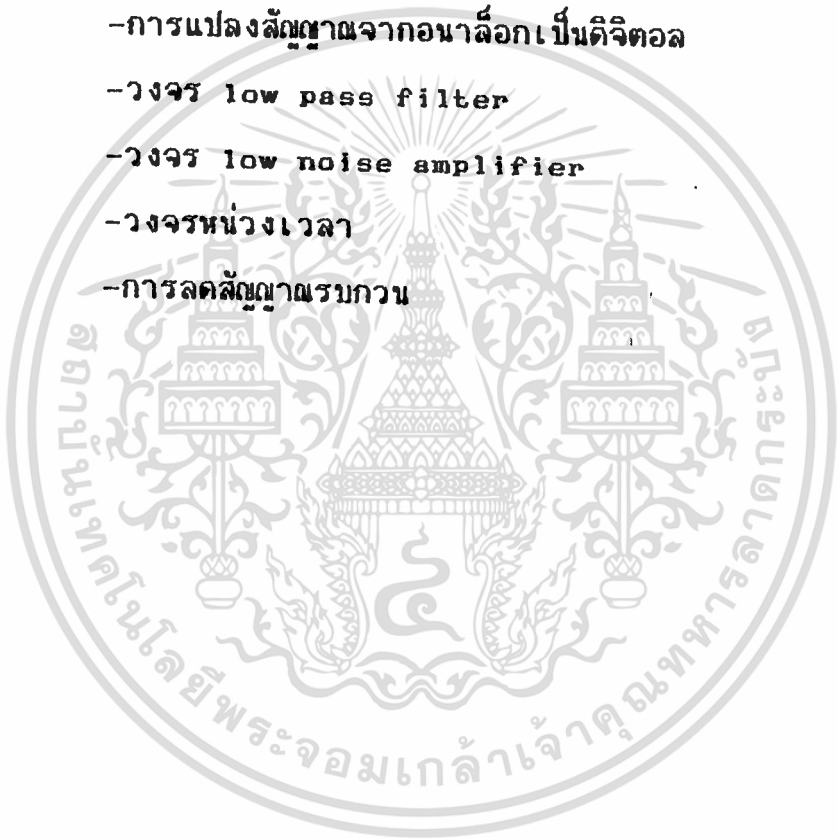 -การแปลงสัญญาณจากอนาล็อกเป็นดิจิตอล
-วงจร low pass filter
-วงจร low noise amplifier
-วงจรหน่วงเวลา
-การลดสัญญาณรบกวน
สถาบันเทคโนโลยีพระจอมเกล้าเจ้าคุณทหารลาดกระบัง